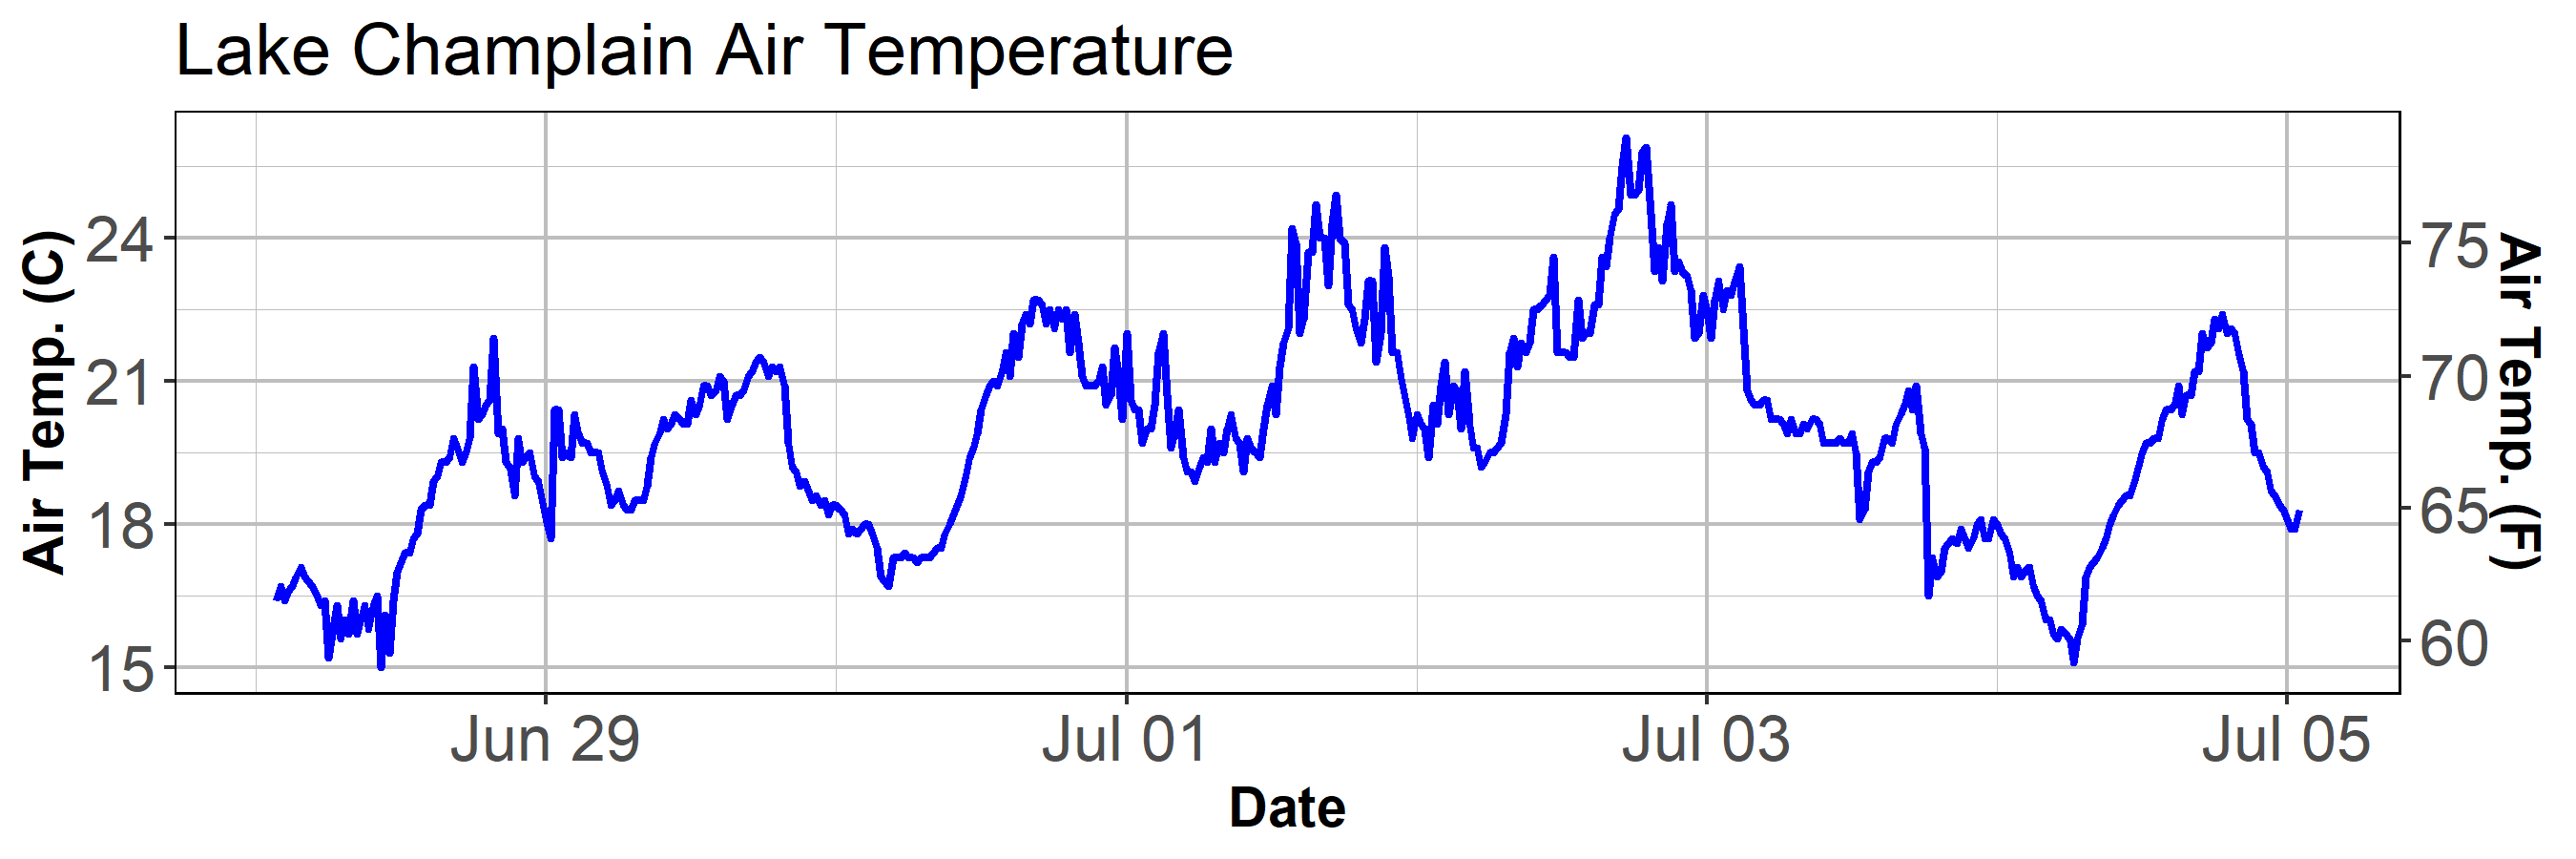 Lake Champlain Air Temperature
Air Temp. (C)
24
21
18
15
75
70
65
60
Air Temp. (F)
Jun 29
Jul 01
Jul 03
Jul 05
Date